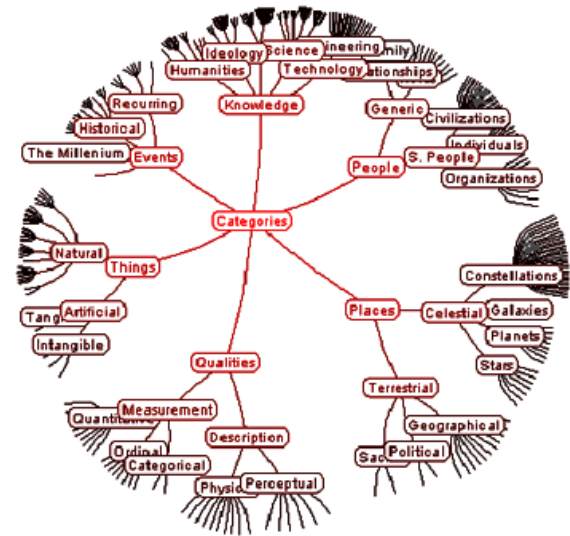 Ideology
Science
Humanities
Technology
Knowledge
Recurring
Historical
The Millenium
Events
Generic
Civilizations
Individuals
S. People
People
Organizations
Categories
Natural
Things
Artificial
Intangible
Constellations
Places
Celestial
Galaxies
Planets
Stars
Qualities
Terrestrial
Measurement
Geographical
Description
Political
Ordinal
Categorical
Perceptual